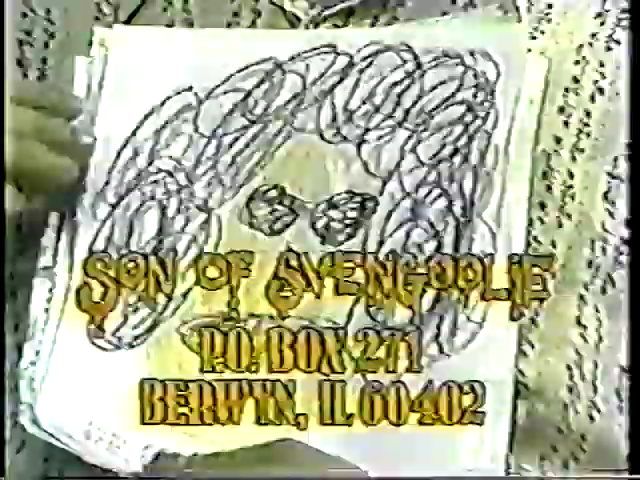 SON OF SVENGOOLIE
P.O. BOX 271
BERWYN, IL 60402